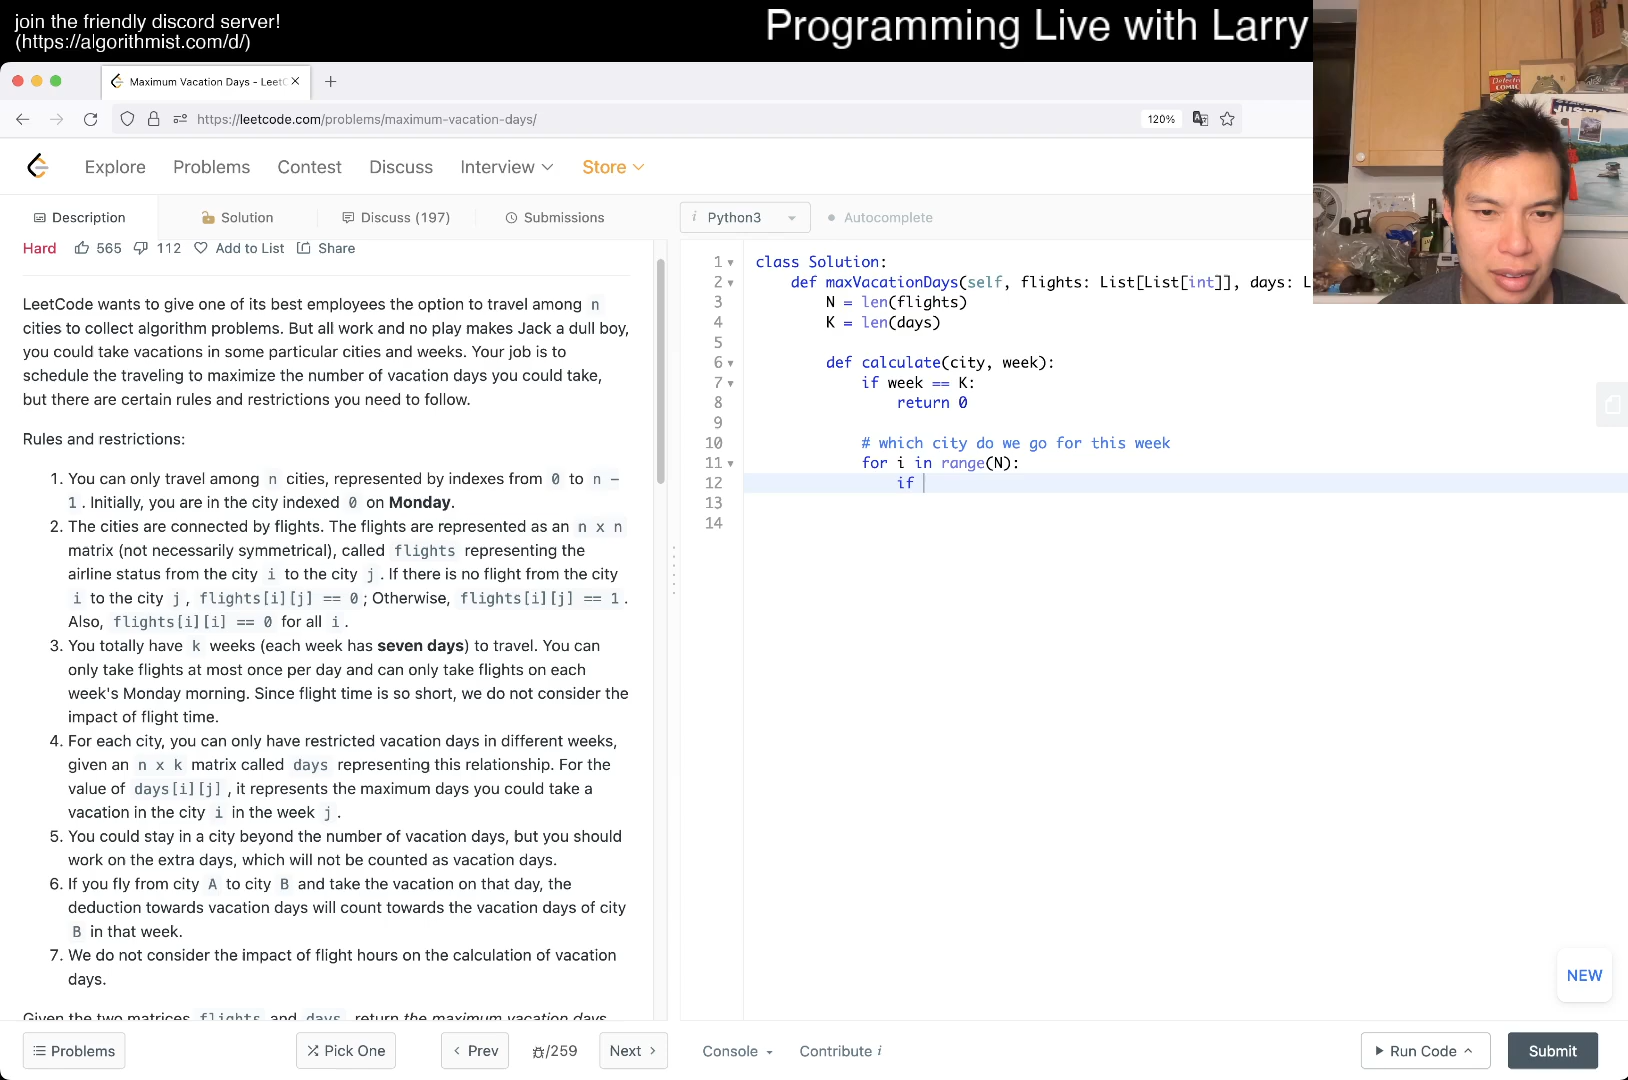 join the friendly discord server!
(https://algorithmist.com/d/)
Programming Live with Larry
Maximum Vacation Days - Leet
https://leetcode.com/problems/maximum-vacation-days/
120%
Explore
Problems
Contest
Discuss
Interview
Store
Description
Solution
Discuss (197)
Submissions
i Python3
Autocomplete
Hard 565 112 Add to List Share
LeetCode wants to give one of its best employees the option to travel among n
cities to collect algorithm problems. But all work and no play makes Jack a dull boy,
you could take vacations in some particular cities and weeks. Your job is to
schedule the traveling to maximize the number of vacation days you could take,
but there are certain rules and restrictions you need to follow.
Rules and restrictions:
1. You can only travel among n cities, represented by indexes from 0 to n -
1. Initially, you are in the city indexed 0 on Monday.
2. The cities are connected by flights. The flights are represented as an n x n
matrix (not necessarily symmetrical), called flights representing the
airline status from the city i to the city j. If there is no flight from the city
i to the city j, flights[i][j] == 0; Otherwise, flights[i][j] == 1.
Also, flights[i][i] == 0 for all i.
3. You totally have k weeks (each week has seven days) to travel. You can
only take flights at most once per day and can only take flights on each
week's Monday morning. Since flight time is so short, we do not consider the
impact of flight time.
4. For each city, you can only have restricted vacation days in different weeks,
given an n x k matrix called days representing this relationship. For the
value of days[i][j], it represents the maximum days you could take a
vacation in the city i in the week j.
5. You could stay in a city beyond the number of vacation days, but you should
work on the extra days, which will not be counted as vacation days.
6. If you fly from city A to city B and take the vacation on that day, the
deduction towards vacation days will count towards the vacation days of city
B in that week.
7. We do not consider the impact of flight hours on the calculation of vacation
days.
Given the two matrices flights and days, return the maximum vacation days
1 class Solution:
2 def maxVacationDays(self, flights: List[List[int]], days: L
3 N = len(flights)
4 K = len(days)
5
6 def calculate(city, week):
7 if week == K:
8 return 0
9
10 # which city do we go for this week
11 for i in range(N):
12 if
13
14
NEW
Problems
Pick One
Prev
/259
Next
Console
Contribute i
Run Code
Submit